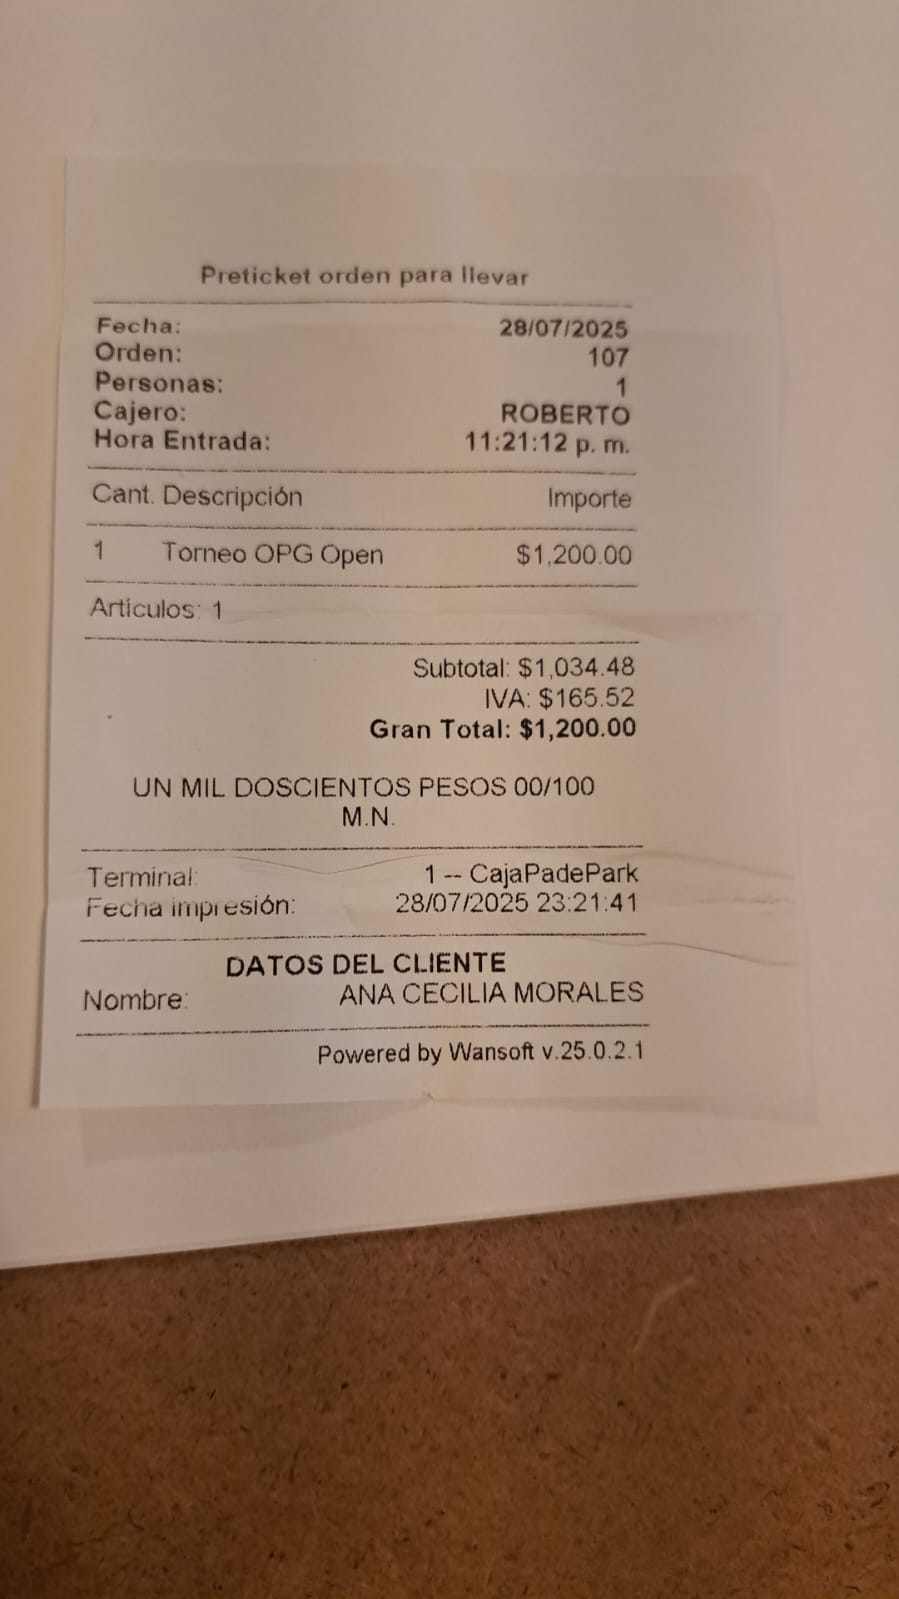 Preticket orden para llevar
Fecha: 28/07/2025
Orden: 107
Personas: 1
Cajero: ROBERTO
Hora Entrada: 11:21:12 p. m.
Cant. Descripción Importe
1 Torneo OPG Open $1,200.00
Artículos: 1
Subtotal: $1,034.48
IVA: $165.52
Gran Total: $1,200.00
UN MIL DOSCIENTOS PESOS 00/100
M.N.
Terminal: 1 -- CajaPadePark
Fecha impresión: 28/07/2025 23:21:41
DATOS DEL CLIENTE
Nombre: ANA CECILIA MORALES
Powered by Wansoft v.25.0.2.1